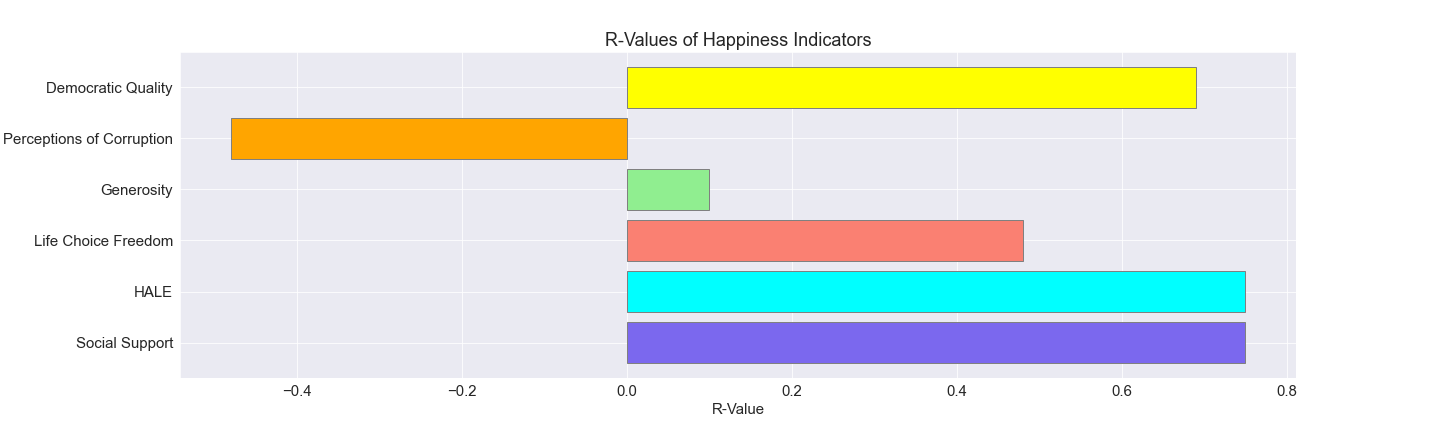 R-Values of Happiness Indicators
Democratic Quality
Perceptions of Corruption
Generosity
Life Choice Freedom
HALE
Social Support
−0.4 −0.2 0.0 0.2 0.4 0.6 0.8
R-Value